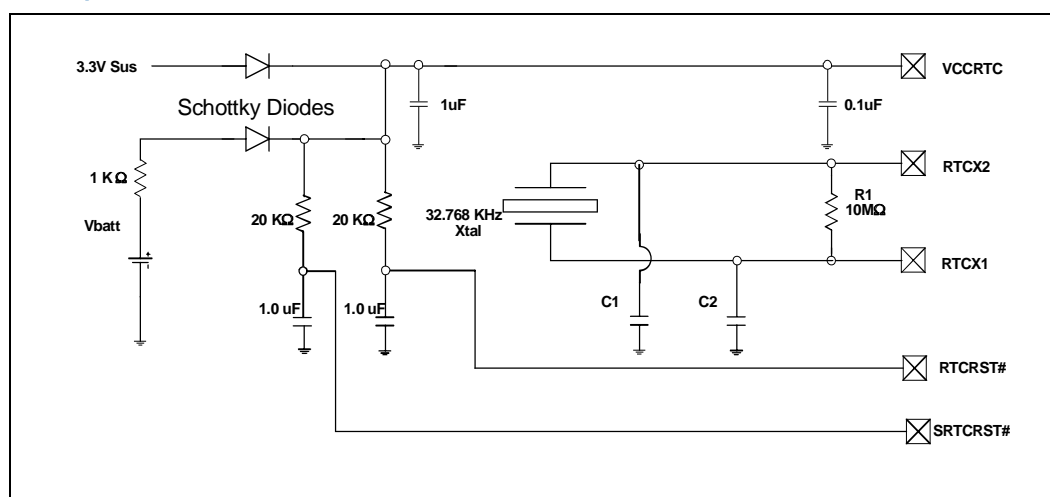 3.3V Sus
VCCRTC
1uF
0.1uF
Schottky Diodes
RTCX2
1 KΩ
R1
10MΩ
20 KΩ
20 KΩ
32.768 KHz
Xtal
Vbatt
+
-
RTCX1
1.0 uF
1.0 uF
C1
C2
RTCRST#
SRTCRST#